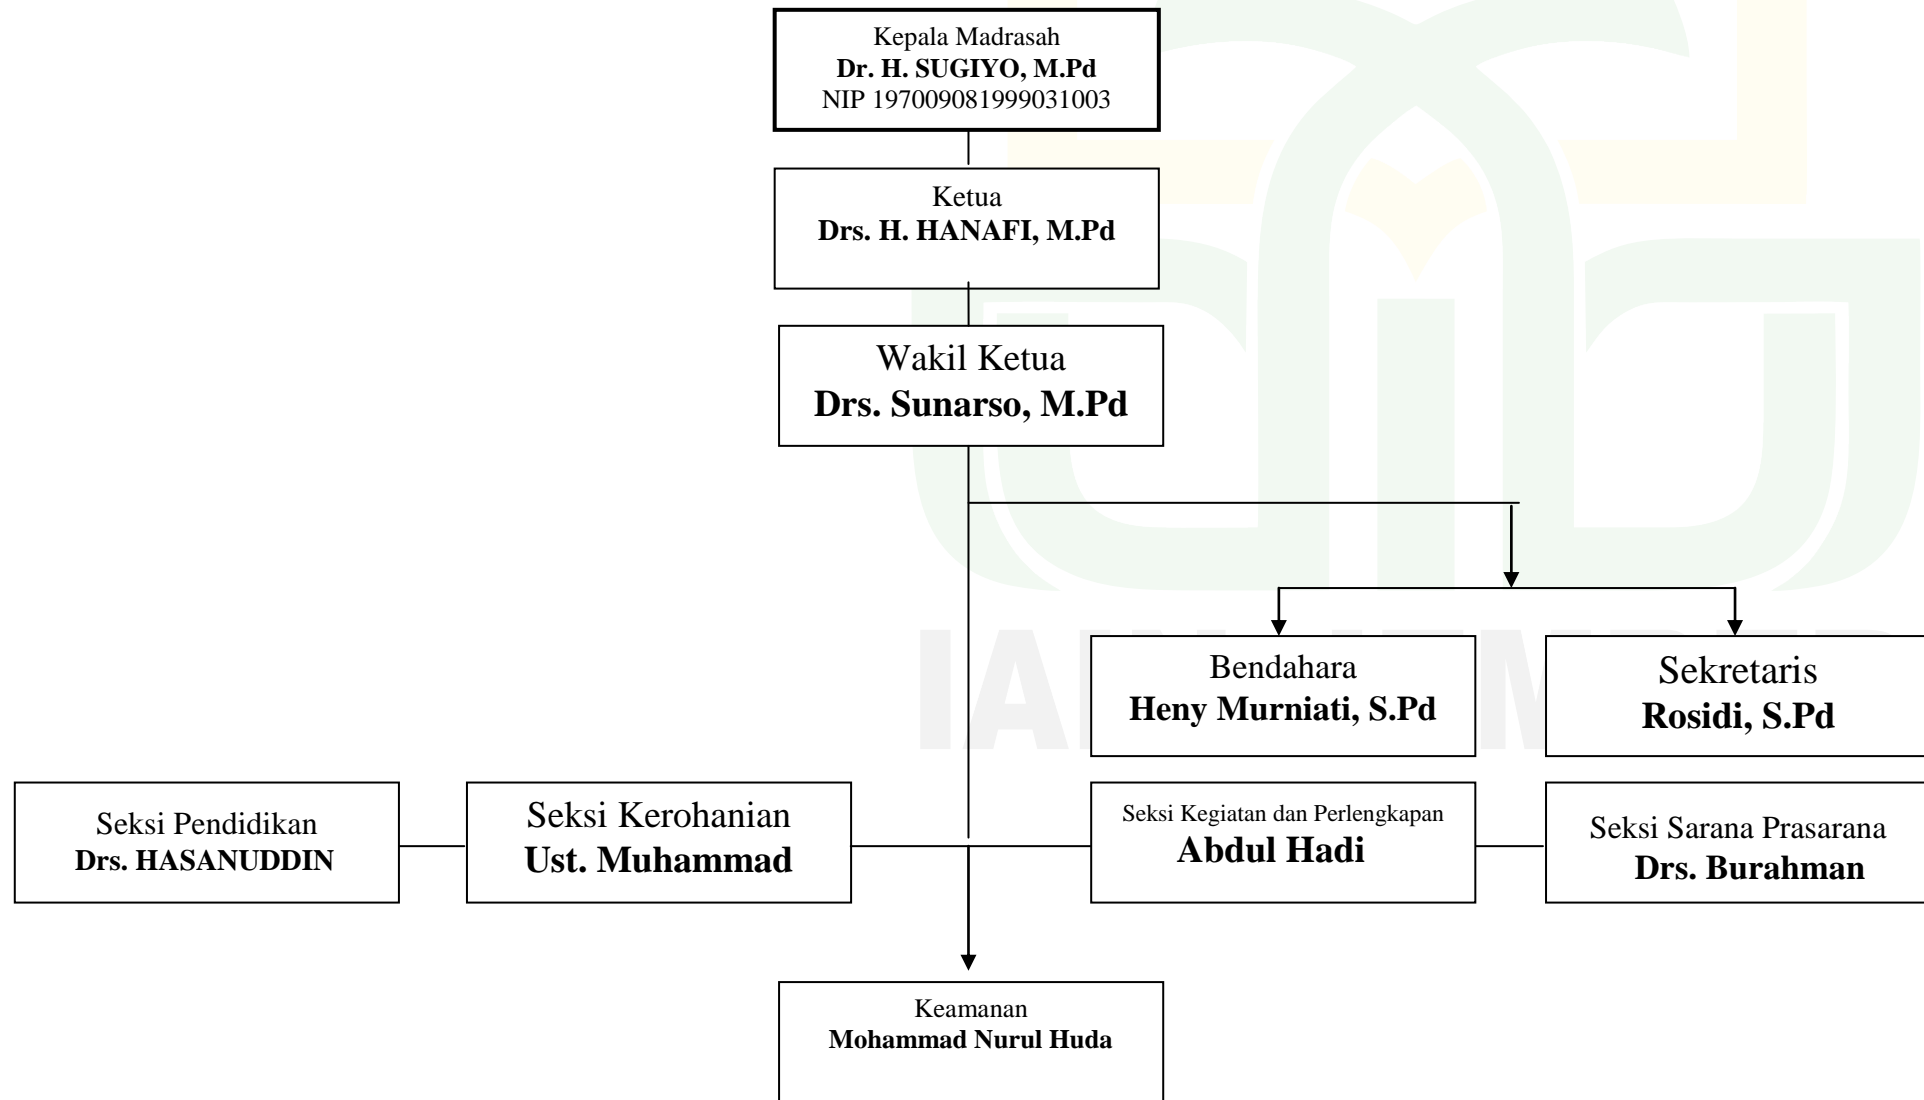 Kepala Madrasah
Dr. H. SUGIYO, M.Pd
NIP 197009081999031003
Ketua
Drs. H. HANAFI, M.Pd
Wakil Ketua
Drs. Sunarso, M.Pd
Bendahara
Heny Murniati, S.Pd
Sekretaris
Rosidi, S.Pd
Seksi Pendidikan
Drs. HASANUDDIN
Seksi Kerohanian
Ust. Muhammad
Seksi Kegiatan dan Perlengkapan
Abdul Hadi
Seksi Sarana Prasarana
Drs. Burahman
Keamanan
Mohammad Nurul Huda